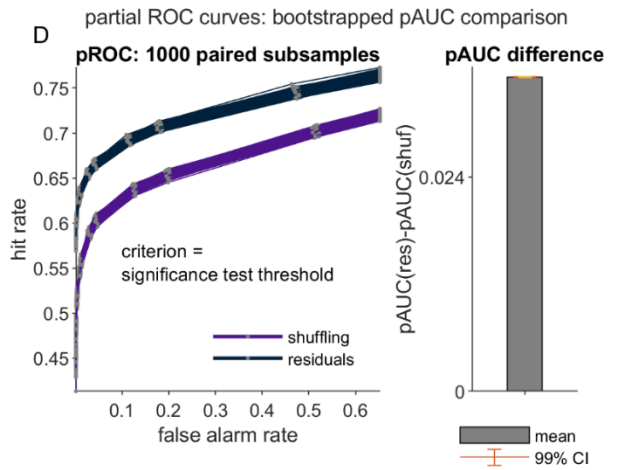 partial ROC curves: bootstrapped pAUC comparison
D
pROC: 1000 paired subsamples
hit rate
0.75
0.7
0.65
0.6
0.55
0.5
0.45
criterion =
significance test threshold
shuffling
residuals
0.1 0.2 0.3 0.4 0.5 0.6
false alarm rate
pAUC difference
pAUC(res)-pAUC(shuf)
0.024
0
mean
99% CI